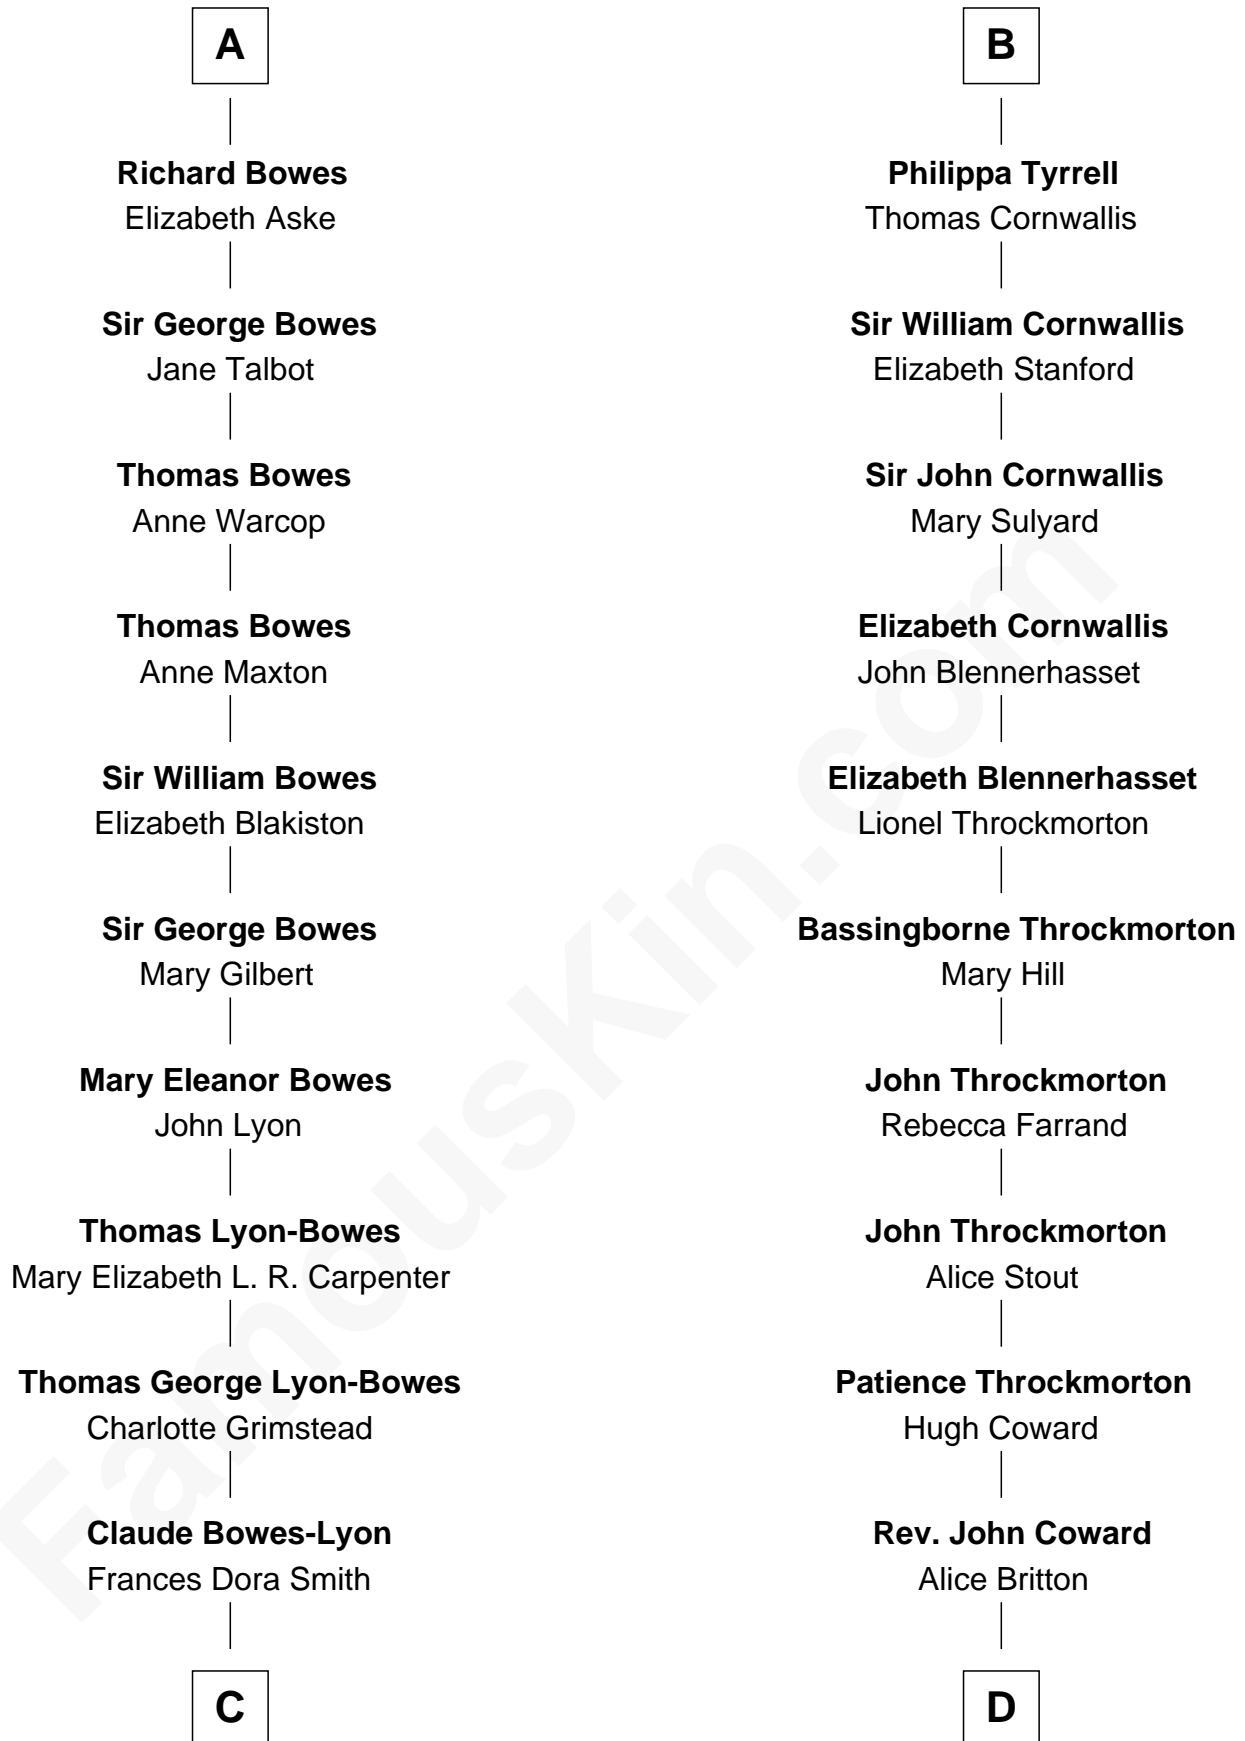 A
Richard Bowes
Elizabeth Aske
Sir George Bowes
Jane Talbot
Thomas Bowes
Anne Warcop
Thomas Bowes
Anne Maxton
Sir William Bowes
Elizabeth Blakiston
Sir George Bowes
Mary Gilbert
Mary Eleanor Bowes
John Lyon
Thomas Lyon-Bowes
Mary Elizabeth L. R. Carpenter
Thomas George Lyon-Bowes
Charlotte Grimstead
Claude Bowes-Lyon
Frances Dora Smith
C
B
Philippa Tyrrell
Thomas Cornwallis
Sir William Cornwallis
Elizabeth Stanford
Sir John Cornwallis
Mary Sulyard
Elizabeth Cornwallis
John Blennerhasset
Elizabeth Blennerhasset
Lionel Throckmorton
Bassingborne Throckmorton
Mary Hill
John Throckmorton
Rebecca Farrand
John Throckmorton
Alice Stout
Patience Throckmorton
Hugh Coward
Rev. John Coward
Alice Britton
D
FamousKin.com